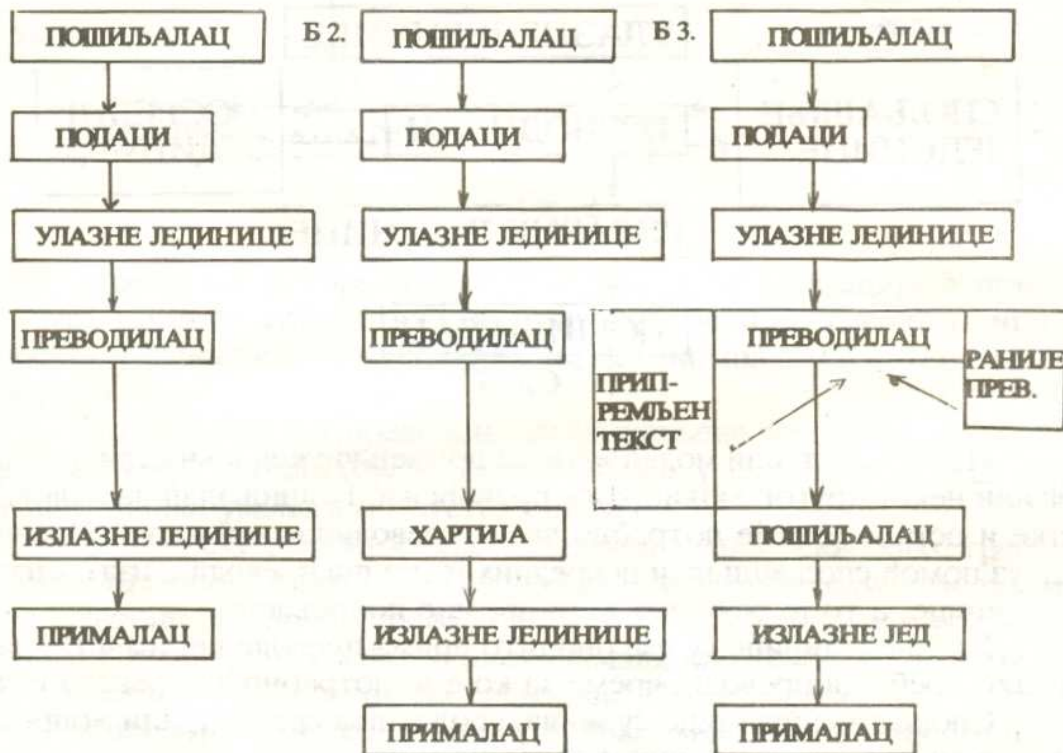 ПОШИЉАЛАЦ
ПОДАЦИ
УЛАЗНЕ ЈЕДИНИЦЕ
ПРЕВОДИЛАЦ
ИЗЛАЗНЕ ЈЕДИНИЦЕ
ПРИМАЛАЦ
Б 2.
ПОШИЉАЛАЦ
ПОДАЦИ
УЛАЗНЕ ЈЕДИНИЦЕ
ПРЕВОДИЛАЦ
ХАРТИЈА
ИЗЛАЗНЕ ЈЕДИНИЦЕ
ПРИМАЛАЦ
Б 3.
ПОШИЉАЛАЦ
ПОДАЦИ
УЛАЗНЕ ЈЕДИНИЦЕ
ПРЕВОДИЛАЦ
ПРИП-
РЕМЉЕН
ТЕКСТ
РАНИЈЕ
ПРЕВ.
ПОШИЉАЛАЦ
ИЗЛАЗНЕ ЈЕД
ПРИМАЛАЦ